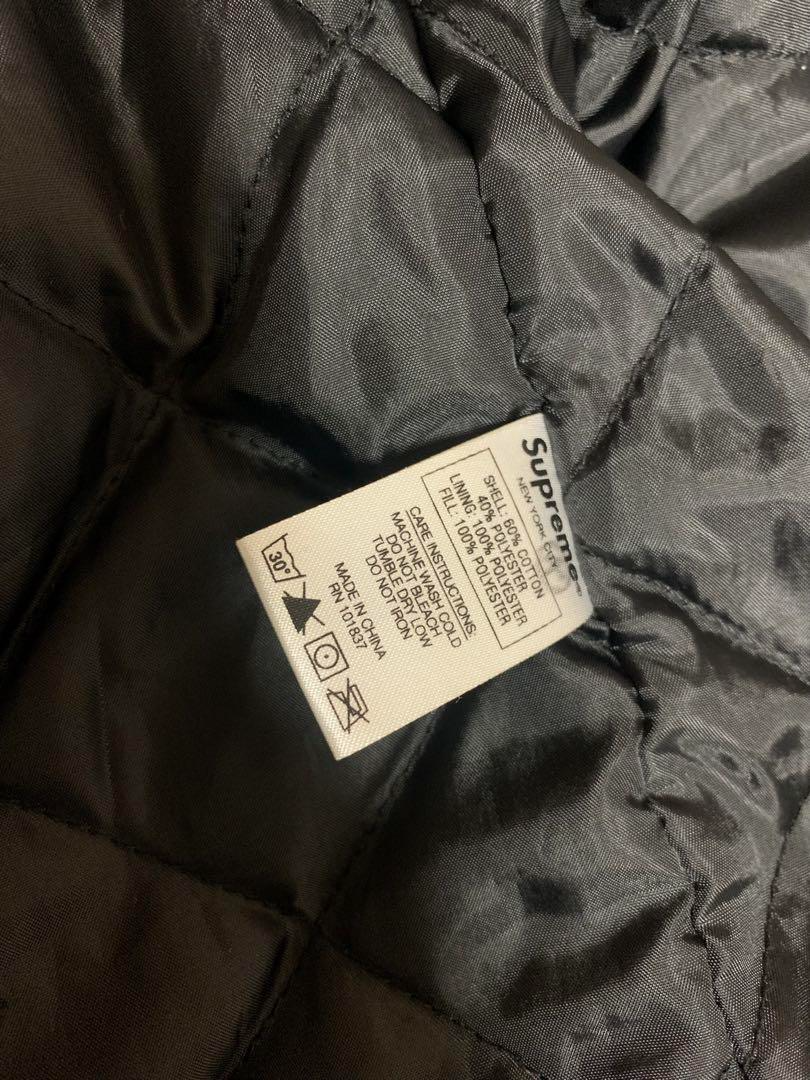 Supreme
NEW YORK CITY
SHELL: 60% COTTON
40% POLYESTER
LINING: 100% POLYESTER
FILL: 100% POLYESTER
CARE INSTRUCTIONS:
MACHINE WASH COLD
DO NOT BLEACH
TUMBLE DRY LOW
DO NOT IRON
MADE IN CHINA
RN 101837
30°